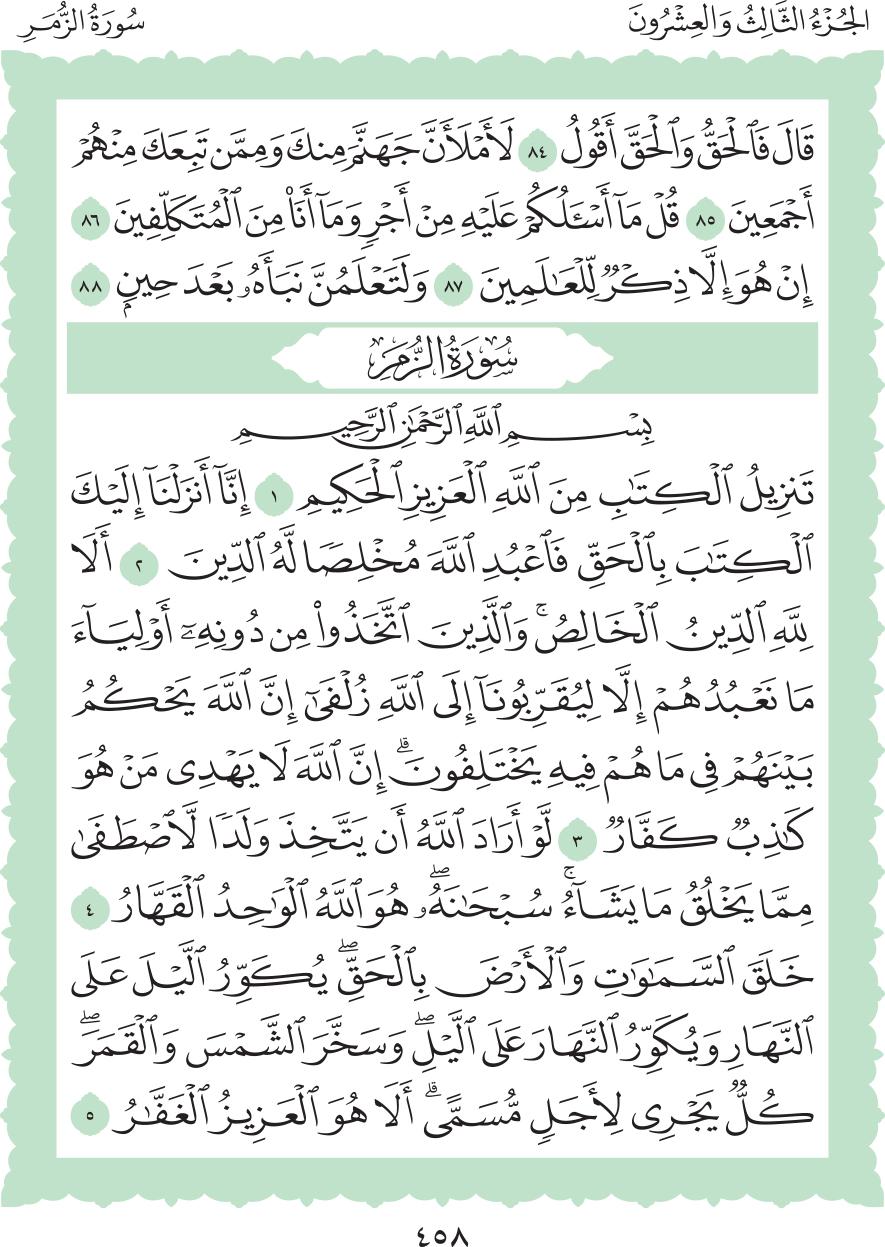 الجُزْءُ الثَّالِثُ وَالعِشْرُونَ سُورَةُ الزُّمَرِ
قَالَ فَٱلْحَقُّ وَٱلْحَقَّ أَقُولُ ٨٤ لَأَمْلَأَنَّ جَهَنَّمَ مِنكَ وَمِمَّن تَبِعَكَ مِنْهُمْ
أَجْمَعِينَ ٨٥ قُلْ مَآ أَسْـَٔلُكُمْ عَلَيْهِ مِنْ أَجْرٍ وَمَآ أَنَا۠ مِنَ ٱلْمُتَكَلِّفِينَ ٨٦
إِنْ هُوَ إِلَّا ذِكْرٌ لِّلْعَـٰلَمِينَ ٨٧ وَلَتَعْلَمُنَّ نَبَأَهُۥ بَعْدَ حِينٍۭ ٨٨
سُورَةُ الزُّمَرِ
بِسْمِ ٱللَّهِ ٱلرَّحْمَـٰنِ ٱلرَّحِيمِ
تَنزِيلُ ٱلْكِتَـٰبِ مِنَ ٱللَّهِ ٱلْعَزِيزِ ٱلْحَكِيمِ ١ إِنَّآ أَنزَلْنَآ إِلَيْكَ
ٱلْكِتَـٰبَ بِٱلْحَقِّ فَٱعْبُدِ ٱللَّهَ مُخْلِصًا لَّهُ ٱلدِّينَ ٢ أَلَا
لِلَّهِ ٱلدِّينُ ٱلْخَالِصُ ۚ وَٱلَّذِينَ ٱتَّخَذُوا۟ مِن دُونِهِۦٓ أَوْلِيَآءَ
مَا نَعْبُدُهُمْ إِلَّا لِيُقَرِّبُونَآ إِلَى ٱللَّهِ زُلْفَىٰٓ إِنَّ ٱللَّهَ يَحْكُمُ
بَيْنَهُمْ فِى مَا هُمْ فِيهِ يَخْتَلِفُونَ ۗ إِنَّ ٱللَّهَ لَا يَهْدِى مَنْ هُوَ
كَـٰذِبٌ كَفَّارٌ ٣ لَّوْ أَرَادَ ٱللَّهُ أَن يَتَّخِذَ وَلَدًا لَّٱصْطَفَىٰ
مِمَّا يَخْلُقُ مَا يَشَآءُ ۚ سُبْحَـٰنَهُۥ ۖ هُوَ ٱللَّهُ ٱلْوَٰحِدُ ٱلْقَهَّارُ ٤
خَلَقَ ٱلسَّمَـٰوَٰتِ وَٱلْأَرْضَ بِٱلْحَقِّ ۖ يُكَوِّرُ ٱلَّيْلَ عَلَى
ٱلنَّهَارِ وَيُكَوِّرُ ٱلنَّهَارَ عَلَى ٱلَّيْلِ ۖ وَسَخَّرَ ٱلشَّمْسَ وَٱلْقَمَرَ ۖ
كُلٌّ يَجْرِى لِأَجَلٍ مُّسَمًّى ۗ أَلَا هُوَ ٱلْعَزِيزُ ٱلْغَفَّـٰرُ ٥
٤٥٨